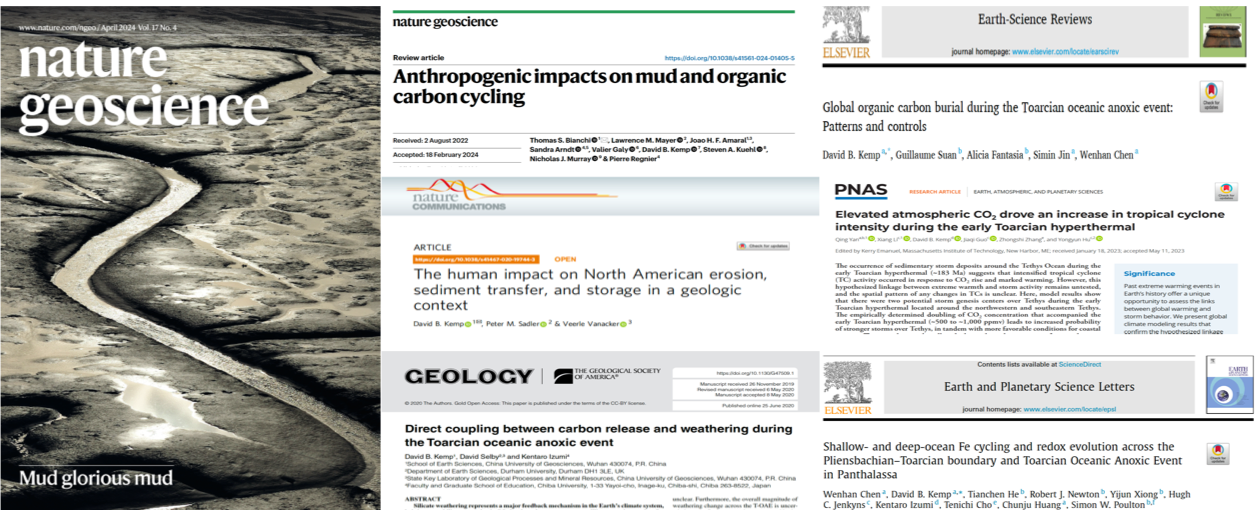 www.nature.com/ngeo/April 2024 Vol 17 No. 4
nature
geoscience
Mud glorious mud
nature geoscience
Review article
https://doi.org/10.1038/s41561-024-01405-5
Anthropogenic impacts on mud and organic
carbon cycling
Received: 2 August 2022
Accepted: 18 February 2024
Thomas S. Bianchi, Lawrence M. Mayer, Joao H. F. Amaral,
Sandra Arndt, Valier Galy, David B. Kemp, Steven A. Kuehl,
Nicholas J. Murray & Pierre Regnier
nature
COMMUNICATIONS
ARTICLE
Check for updates
https://doi.org/10.1038/s41467-020-19744-3
OPEN
The human impact on North American erosion,
sediment transfer, and storage in a geologic
context
David B. Kemp, Peter M. Sadler & Veerle Vanacker
GEOLOGY
THE GEOLOGICAL SOCIETY
OF AMERICA®
https://doi.org/10.1130/G47509.1
Manuscript received 26 November 2019
Revised manuscript received 6 May 2020
Manuscript accepted 8 May 2020
© 2020 The Authors. Gold Open Access: This paper is published under the terms of the CC-BY license.
Published online 25 June 2020
Direct coupling between carbon release and weathering during
the Toarcian oceanic anoxic event
David B. Kemp, David Selby and Kentaro Izumi
School of Earth Sciences, China University of Geosciences, Wuhan 430074, P.R. China
Department of Earth Sciences, Durham University, Durham DH1 3LE, UK
State Key Laboratory of Geological Processes and Mineral Resources, China University of Geosciences, Wuhan 430074, P.R. China
Faculty and Graduate School of Education, Chiba University, 1-33 Yayoi-cho, Inage-ku, Chiba-shi, Chiba 263-8522, Japan
ABSTRACT
Silicate weathering represents a major feedback mechanism in the Earth's climate system,
unclear. Furthermore, the overall magnitude of
weathering change across the T-OAE is uncer-
ELSEVIER
Earth-Science Reviews
journal homepage: www.elsevier.com/locate/earscirev
Check for
updates
Global organic carbon burial during the Toarcian oceanic anoxic event:
Patterns and controls
David B. Kemp a,*, Guillaume Suan b, Alicia Fantasia b, Simin Jin a, Wenhan Chen a
PNAS
RESEARCH ARTICLE
EARTH, ATMOSPHERIC, AND PLANETARY SCIENCES
Elevated atmospheric CO₂ drove an increase in tropical cyclone
intensity during the early Toarcian hyperthermal
Qing Yan, Xiang Li, David B. Kemp, Jiaqi Guo, Zhongshi Zhang, and Yongyun Hu
Edited by Kerry Emanuel, Massachusetts Institute of Technology, New Harbor, ME; received January 18, 2023; accepted May 11, 2023
The occurrence of sedimentary storm deposits around the Tethys Ocean during the
early Toarcian hyperthermal (~183 Ma) suggests that intensified tropical cyclone
(TC) activity occurred in response to CO₂ rise and marked warming. However, this
hypothesized linkage between extreme warmth and storm activity remains untested,
and the spatial pattern of any changes in TCs is unclear. Here, model results show
that there were two potential storm genesis centers over Tethys during the early
Toarcian hyperthermal located around the northwestern and southeastern Tethys.
The empirically determined doubling of CO₂ concentration that accompanied the
early Toarcian hyperthermal (~500 to ~1,000 ppmv) leads to increased probability
of stronger storms over Tethys, in tandem with more favorable conditions for coastal
Significance
Past extreme warming events in
Earth's history offer a unique
opportunity to assess the links
between global warming and
storm behavior. We present global
climate modeling results that
confirm the hypothesized linkage
Contents lists available at ScienceDirect
Earth and Planetary Science Letters
journal homepage: www.elsevier.com/locate/epsl
ELSEVIER
Shallow- and deep-ocean Fe cycling and redox evolution across the
Pliensbachian–Toarcian boundary and Toarcian Oceanic Anoxic Event
in Panthalassa
Wenhan Chen a, David B. Kemp a,*, Tianchen He b, Robert J. Newton b, Yijun Xiong b, Hugh
C. Jenkyns c, Kentaro Izumi d, Tenichi Cho e, Chunju Huang a, Simon W. Poulton b,f